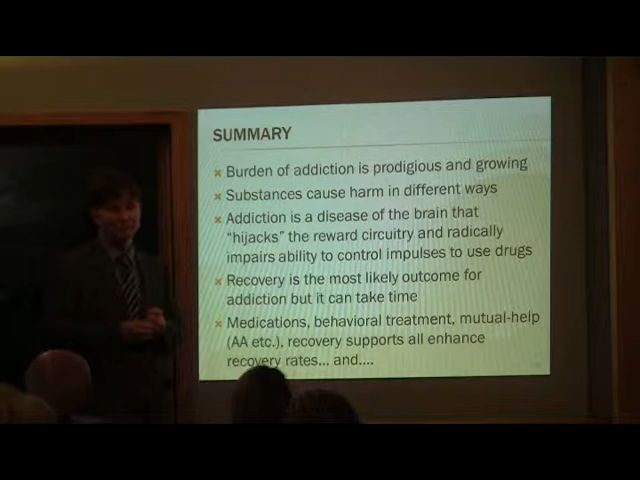 SUMMARY
Burden of addiction is prodigious and growing
Substances cause harm in different ways
Addiction is a disease of the brain that
“hijacks” the reward circuitry and radically
impairs ability to control impulses to use drugs
Recovery is the most likely outcome for
addiction but it can take time
Medications, behavioral treatment, mutual-help
(AA etc.), recovery supports all enhance
recovery rates... and....